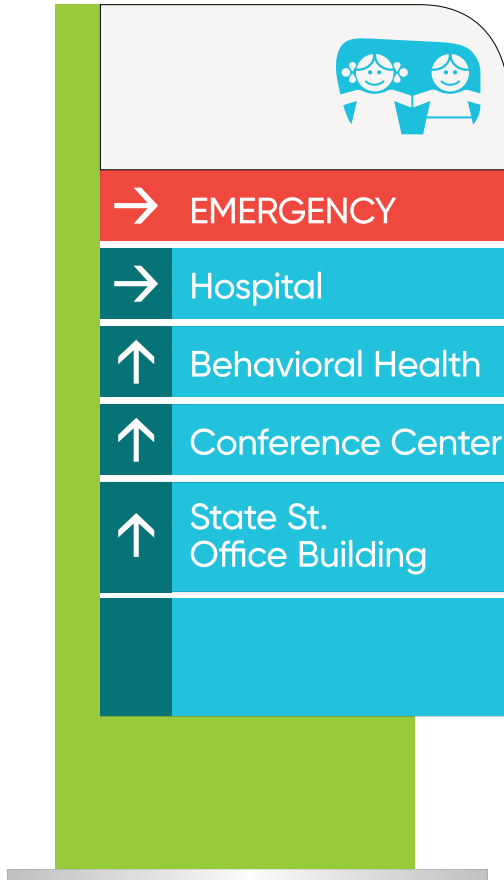 EMERGENCY
Hospital
Behavioral Health
Conference Center
State St.
Office Building